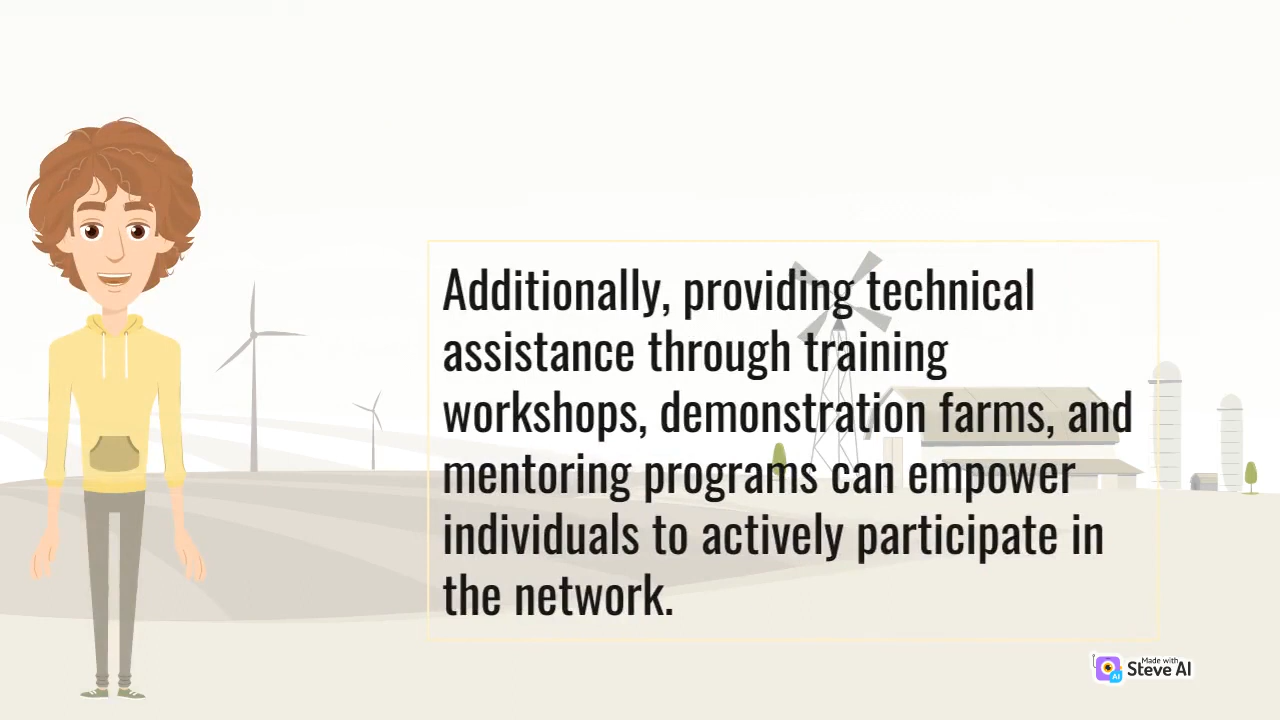 Additionally, providing technical
assistance through training
workshops, demonstration farms, and
mentoring programs can empower
individuals to actively participate in
the network.
Made with
Steve AI
AI